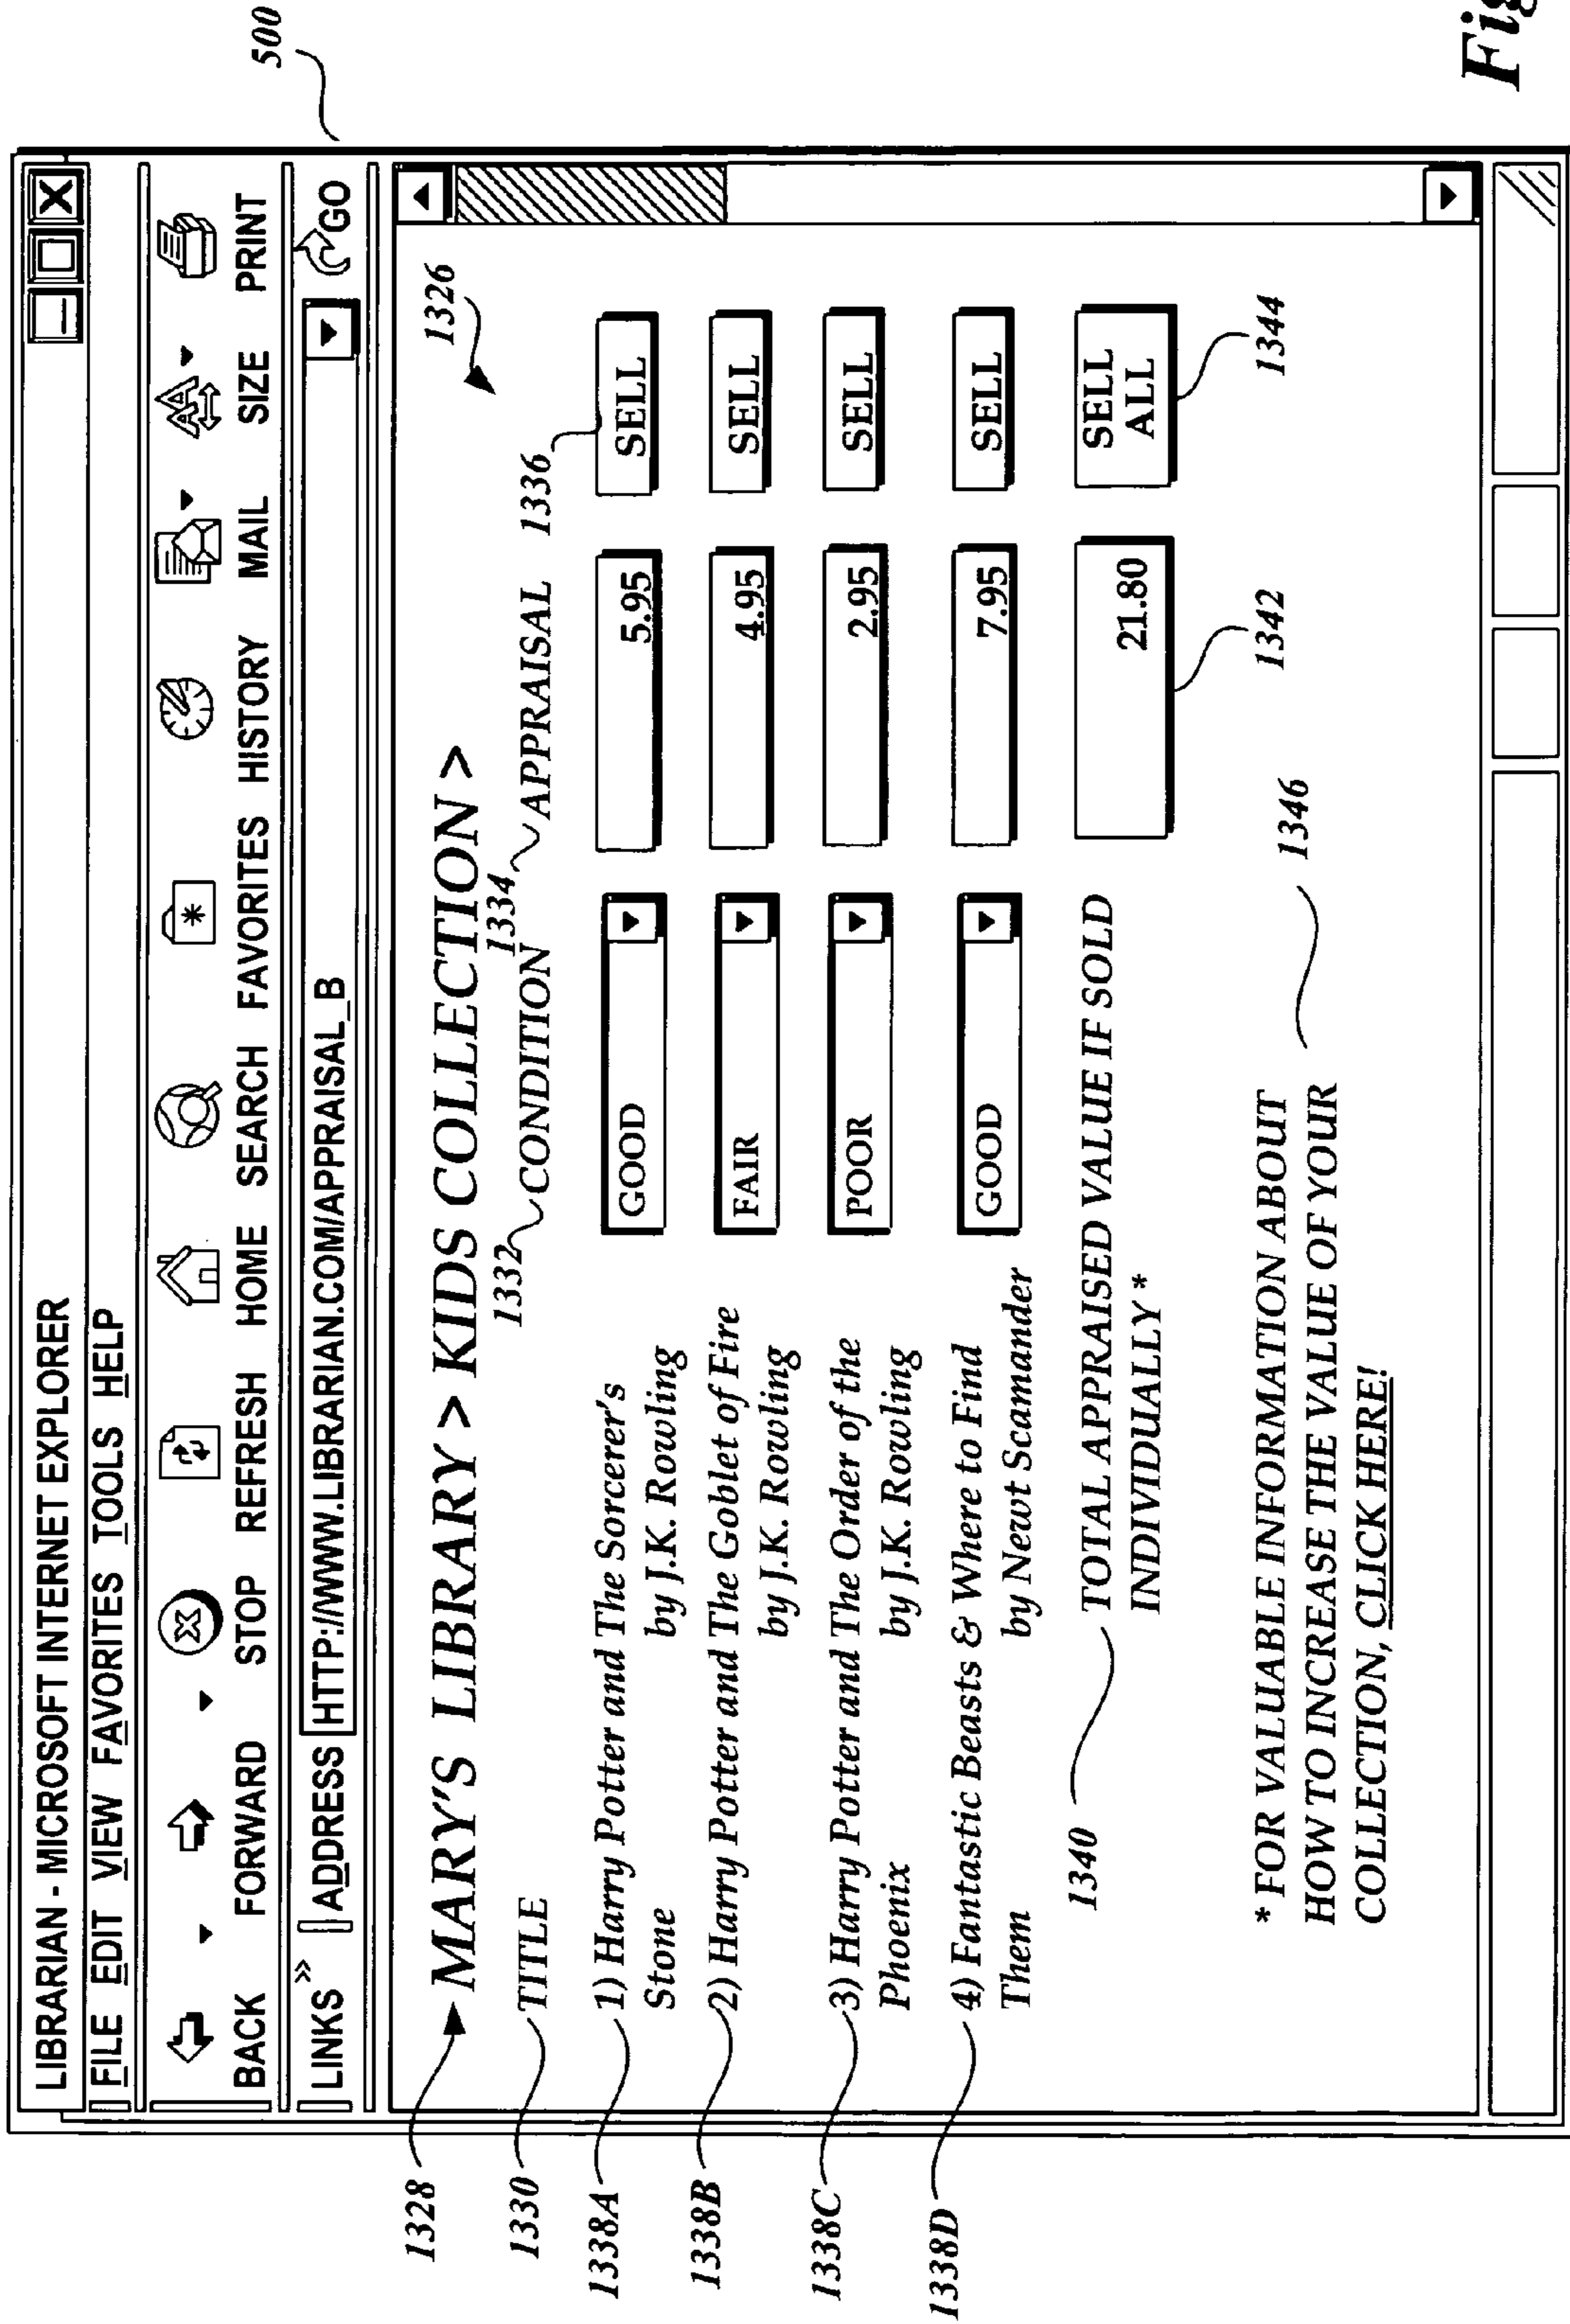 LIBRARIAN - MICROSOFT INTERNET EXPLORER
FILE EDIT VIEW FAVORITES TOOLS HELP
BACK FORWARD STOP REFRESH HOME SEARCH FAVORITES HISTORY MAIL SIZE PRINT
LINKS » ADDRESS HTTP://WWW.LIBRARIAN.COM/APPRAISAL_B GO
500
1326
1328 MARY'S LIBRARY > KIDS COLLECTION >
1332 1334 1336
1330 TITLE CONDITION APPRAISAL
1338A 1) Harry Potter and The Sorcerer's GOOD 5.95 SELL
Stone by J.K. Rowling
1338B 2) Harry Potter and The Goblet of Fire FAIR 4.95 SELL
by J.K. Rowling
1338C 3) Harry Potter and The Order of the POOR 2.95 SELL
Phoenix by J.K. Rowling
1338D 4) Fantastic Beasts & Where to Find GOOD 7.95 SELL
Them by Newt Scamander
1340 TOTAL APPRAISED VALUE IF SOLD 21.80 SELL
INDIVIDUALLY* ALL
1342 1344
1346
* FOR VALUABLE INFORMATION ABOUT
HOW TO INCREASE THE VALUE OF YOUR
COLLECTION, CLICK HERE!